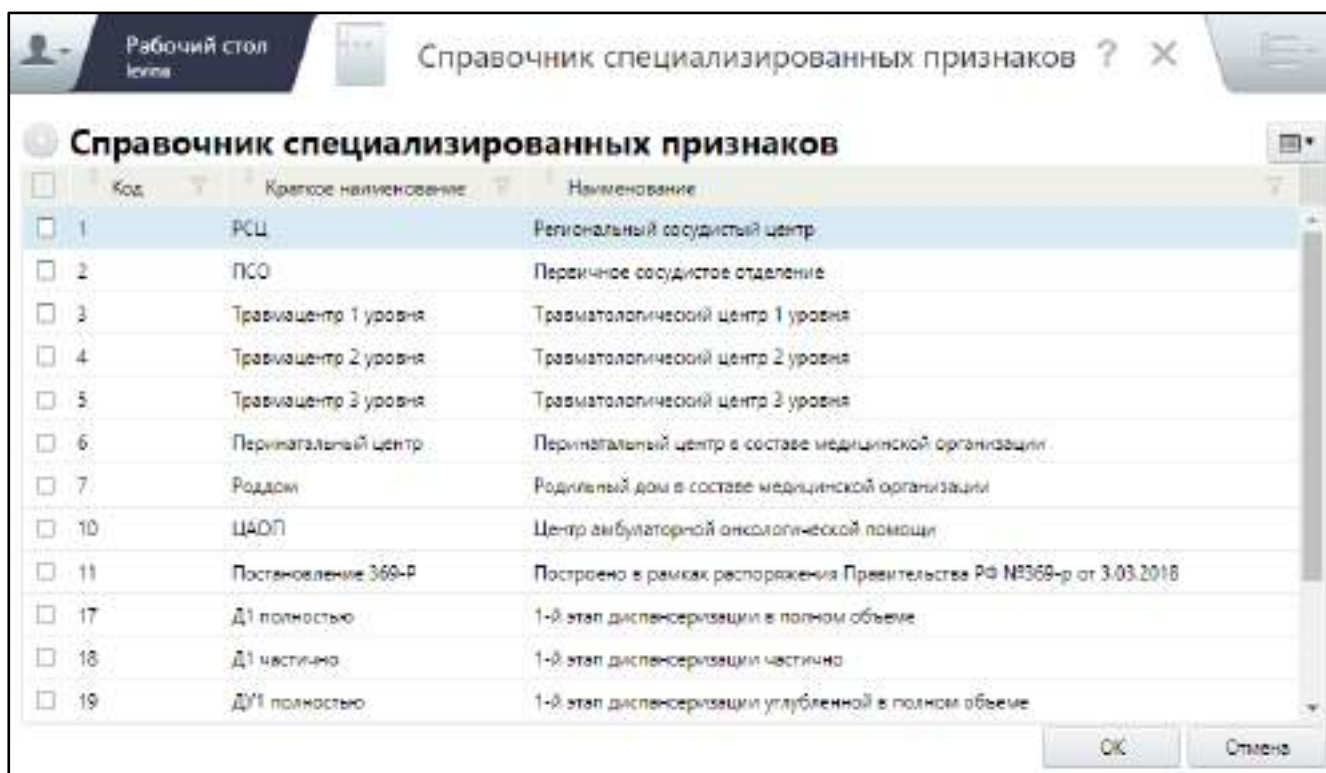 Рабочий стол
levina
Справочник специализированных признаков ? ✕
Справочник специализированных признаков
Код Краткое наименование Наименование
1 РСЦ Региональный сосудистый центр
2 ПСО Первичное сосудистое отделение
3 Травмацентр 1 уровня Травматологический центр 1 уровня
4 Травмацентр 2 уровня Травматологический центр 2 уровня
5 Травмацентр 3 уровня Травматологический центр 3 уровня
6 Перинатальный центр Перинатальный центр в составе медицинской организации
7 Роддом Родильный дом в составе медицинской организации
10 ЦАОП Центр амбулаторной онкологической помощи
11 Постановление 369-Р Построено в рамках распоряжения Правительства РФ №369-р от 3.03.2018
17 Д1 полностью 1-й этап диспансеризации в полном объеме
18 Д1 частично 1-й этап диспансеризации частично
19 ДУ1 полностью 1-й этап диспансеризации углубленной в полном объеме
ОК Отмена